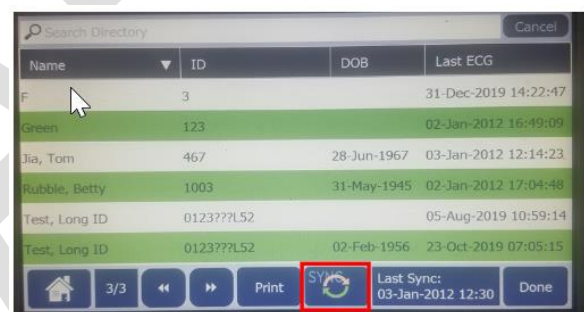 Search Directory Cancel
Name ID DOB Last ECG
F 3 31-Dec-2019 14:22:47
Green 123 02-Jan-2012 16:49:09
Jia, Tom 467 28-Jun-1967 03-Jan-2012 12:14:23
Rubble, Betty 1003 31-May-1945 02-Jan-2012 17:04:48
Test, Long ID 0123???L52 05-Aug-2019 10:59:14
Test, Long ID 0123???L52 02-Feb-1956 23-Oct-2019 07:05:15
3/3 Print SYNC Last Sync:
03-Jan-2012 12:30 Done